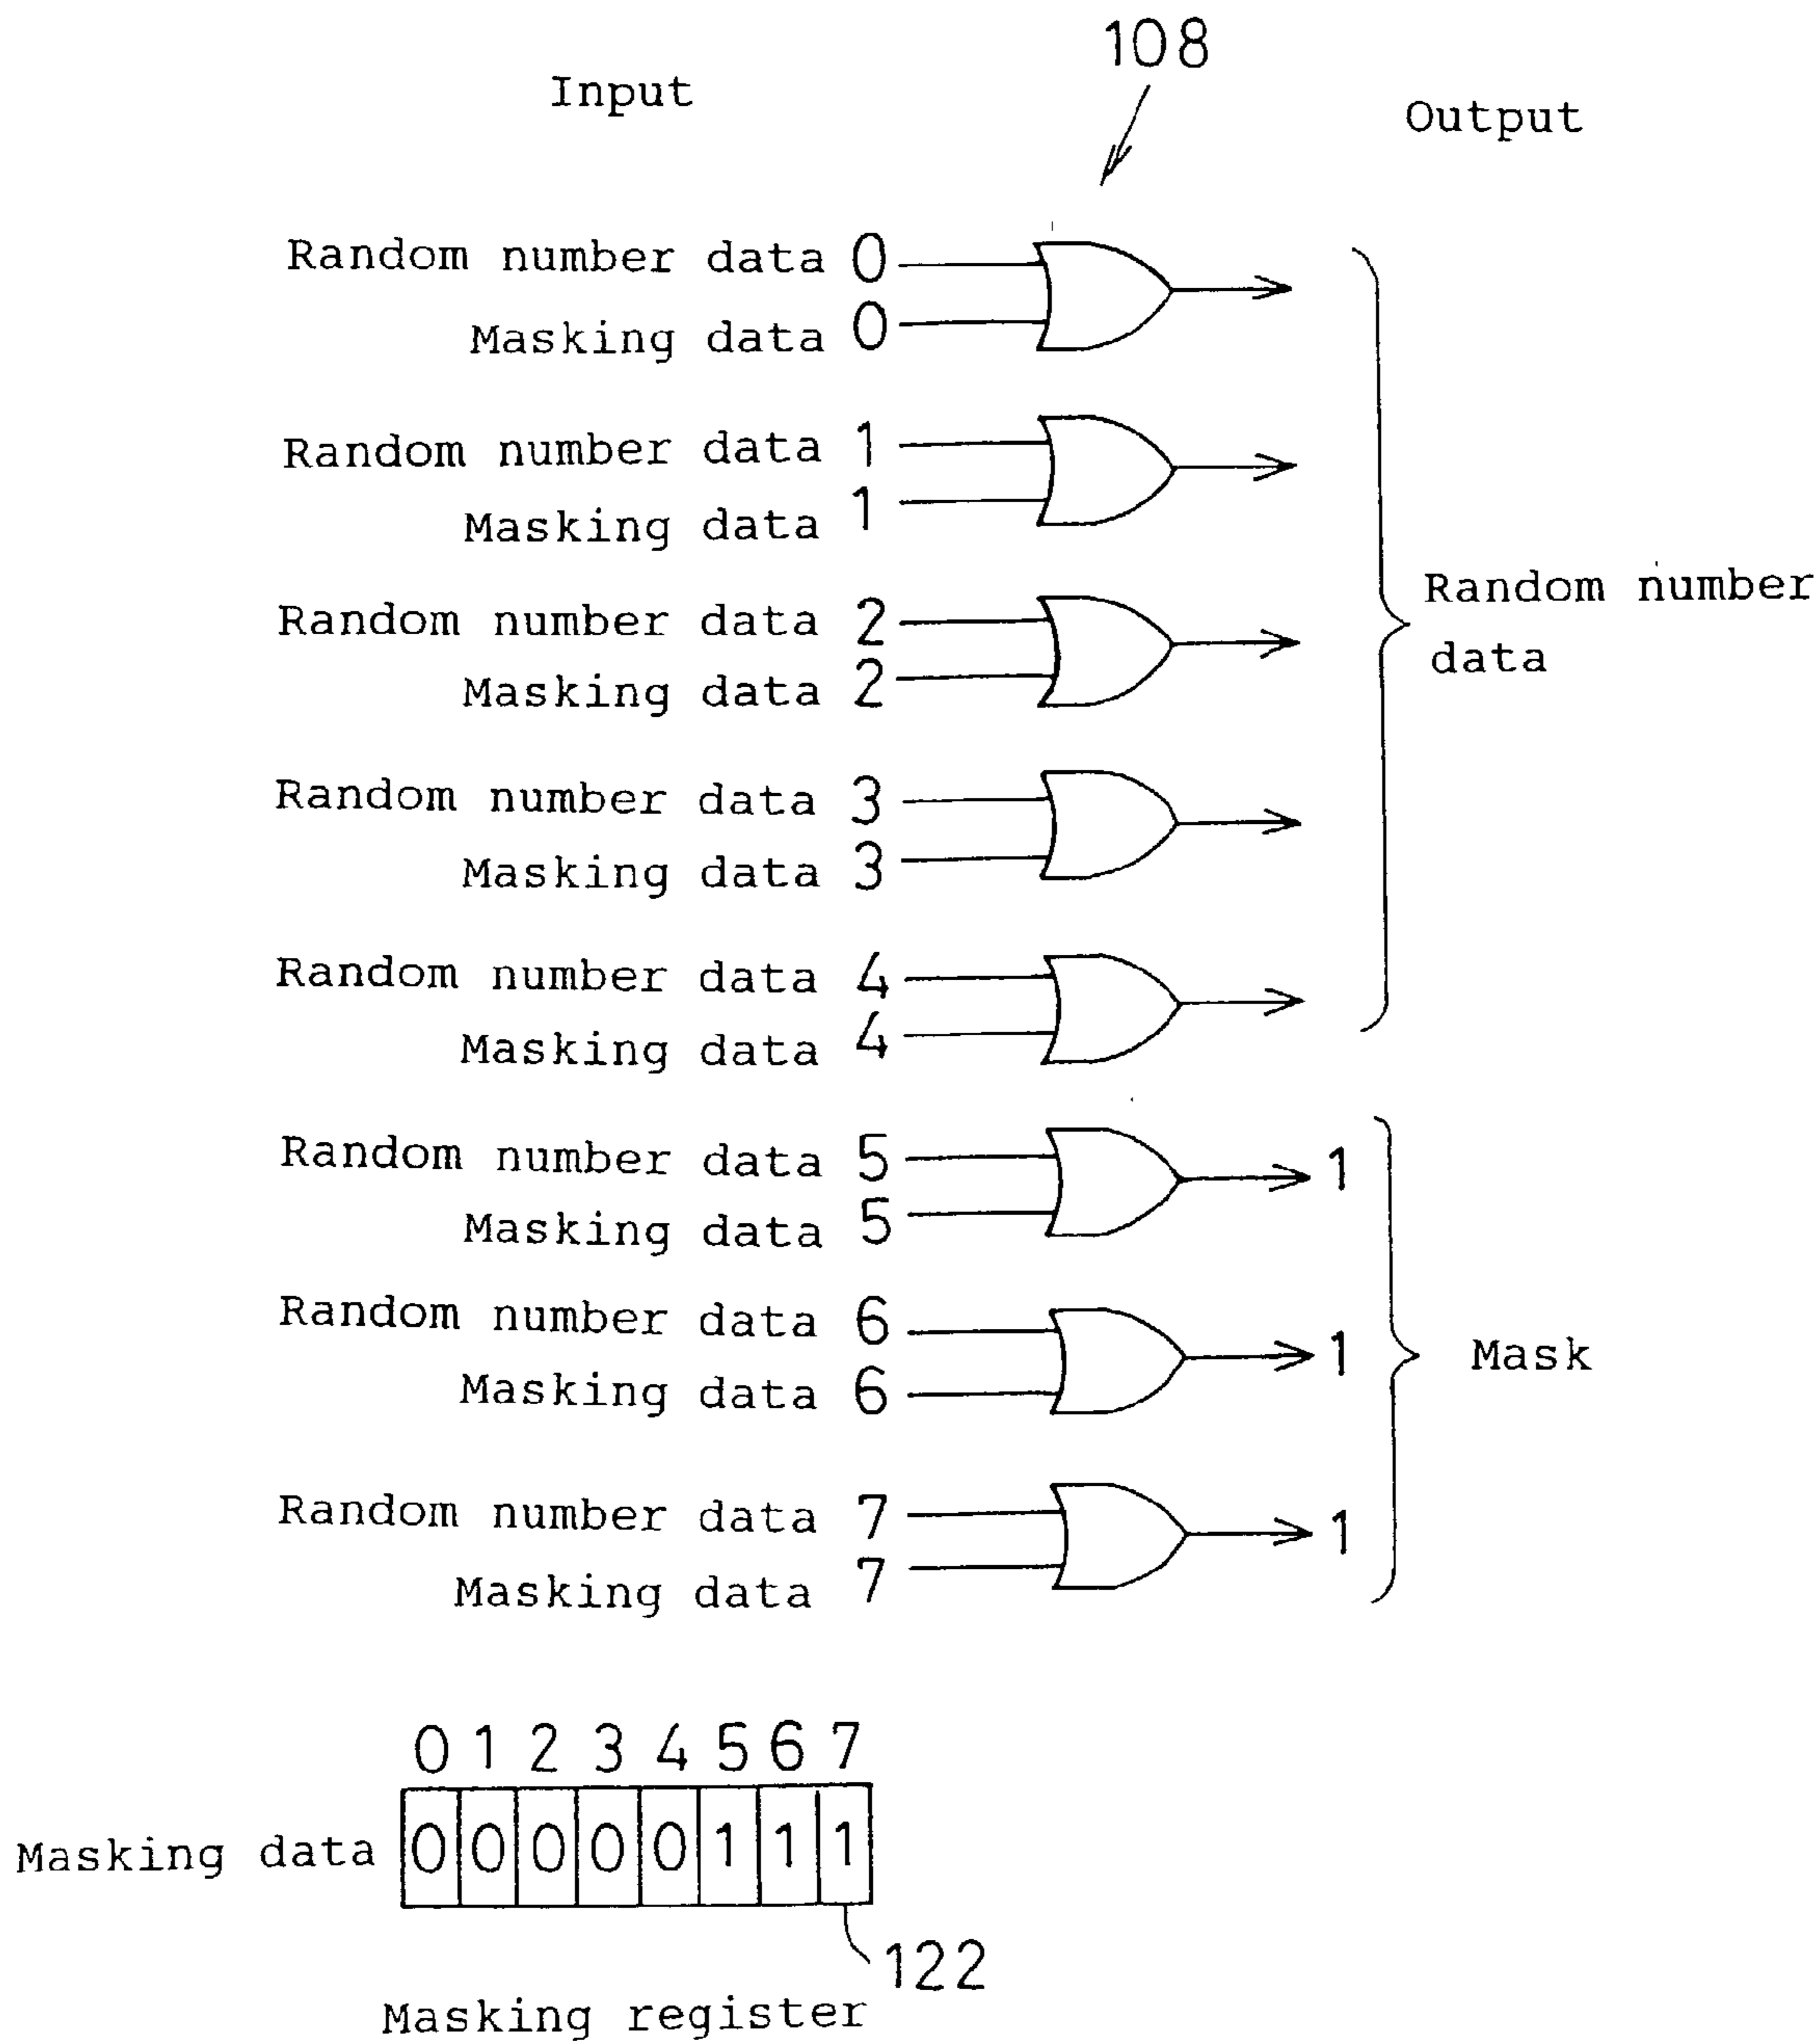 108
Input
Output
Random number data 0
Masking data 0
Random number data 1
Masking data 1
Random number data 2
Masking data 2
Random number data 3
Masking data 3
Random number data 4
Masking data 4
Random number
data
Random number data 5
Masking data 5
1
Random number data 6
Masking data 6
1
Mask
Random number data 7
Masking data 7
1
0 1 2 3 4 5 6 7
Masking data 0 0 0 0 0 1 1 1
122
Masking register